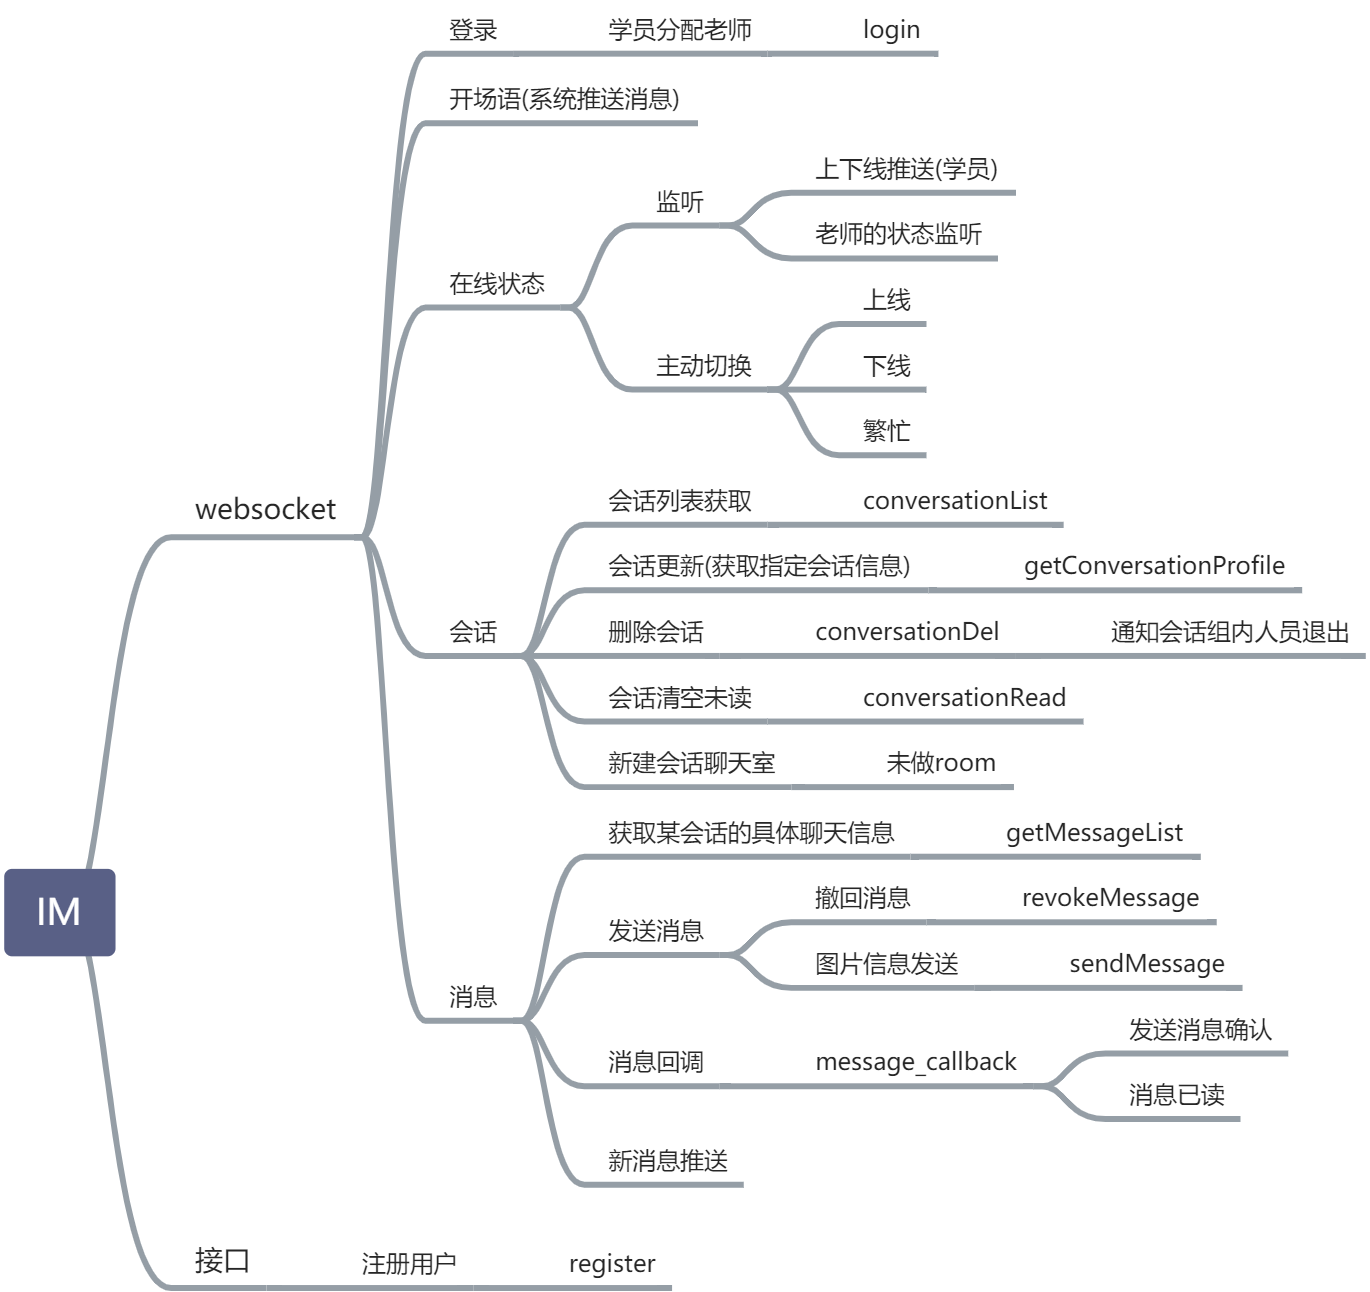 登录
学员分配老师
login
开场语(系统推送消息)
上下线推送(学员)
监听
老师的状态监听
在线状态
上线
主动切换
下线
繁忙
websocket
会话列表获取
conversationList
会话更新(获取指定会话信息)
getConversationProfile
会话
删除会话
conversationDel
通知会话组内人员退出
会话清空未读
conversationRead
新建会话聊天室
未做room
获取某会话的具体聊天信息
getMessageList
撤回消息
revokeMessage
发送消息
图片信息发送
sendMessage
消息
发送消息确认
消息回调
message_callback
消息已读
新消息推送
IM
接口
注册用户
register